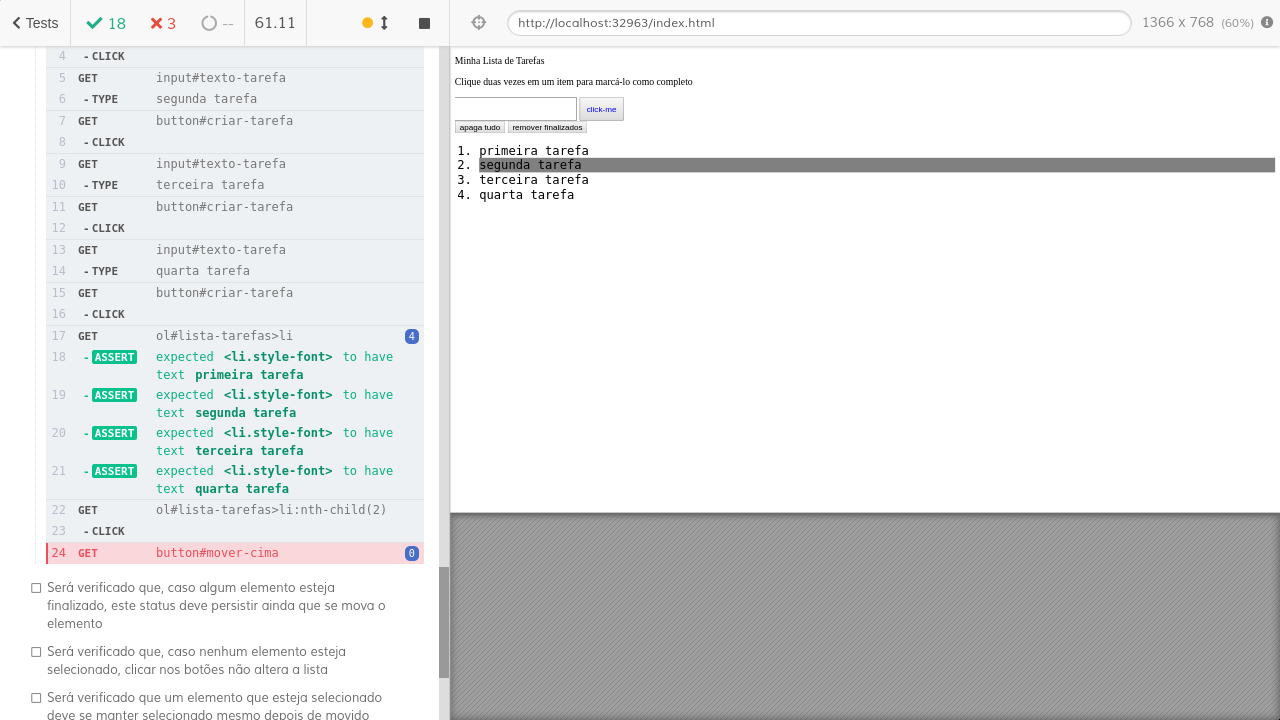 Tests 18 3 -- 61.11
http://localhost:32963/index.html 1366 x 768 (60%)
4 - CLICK
5 GET input#texto-tarefa
6 - TYPE segunda tarefa
7 GET button#criar-tarefa
8 - CLICK
9 GET input#texto-tarefa
10 - TYPE terceira tarefa
11 GET button#criar-tarefa
12 - CLICK
13 GET input#texto-tarefa
14 - TYPE quarta tarefa
15 GET button#criar-tarefa
16 - CLICK
17 GET ol#lista-tarefas>li 4
18 - ASSERT expected <li.style-font> to have
text primeira tarefa
19 - ASSERT expected <li.style-font> to have
text segunda tarefa
20 - ASSERT expected <li.style-font> to have
text terceira tarefa
21 - ASSERT expected <li.style-font> to have
text quarta tarefa
22 GET ol#lista-tarefas>li:nth-child(2)
23 - CLICK
24 GET button#mover-cima 0
Será verificado que, caso algum elemento esteja
finalizado, este status deve persistir ainda que se mova o
elemento
Será verificado que, caso nenhum elemento esteja
selecionado, clicar nos botões não altera a lista
Será verificado que um elemento que esteja selecionado
deve se manter selecionado mesmo depois de movido
Minha Lista de Tarefas
Clique duas vezes em um item para marcá-lo como completo
click-me
apaga tudo remover finalizados
1. primeira tarefa
2. segunda tarefa
3. terceira tarefa
4. quarta tarefa